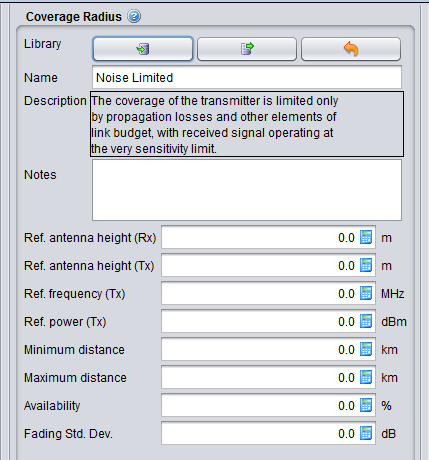 Coverage Radius
Library
Name Noise Limited
Description The coverage of the transmitter is limited only
by propagation losses and other elements of
link budget, with received signal operating at
the very sensitivity limit.
Notes
Ref. antenna height (Rx) 0.0 m
Ref. antenna height (Tx) 0.0 m
Ref. frequency (Tx) 0.0 MHz
Ref. power (Tx) 0.0 dBm
Minimum distance 0.0 km
Maximum distance 0.0 km
Availability 0.0 %
Fading Std. Dev. 0.0 dB